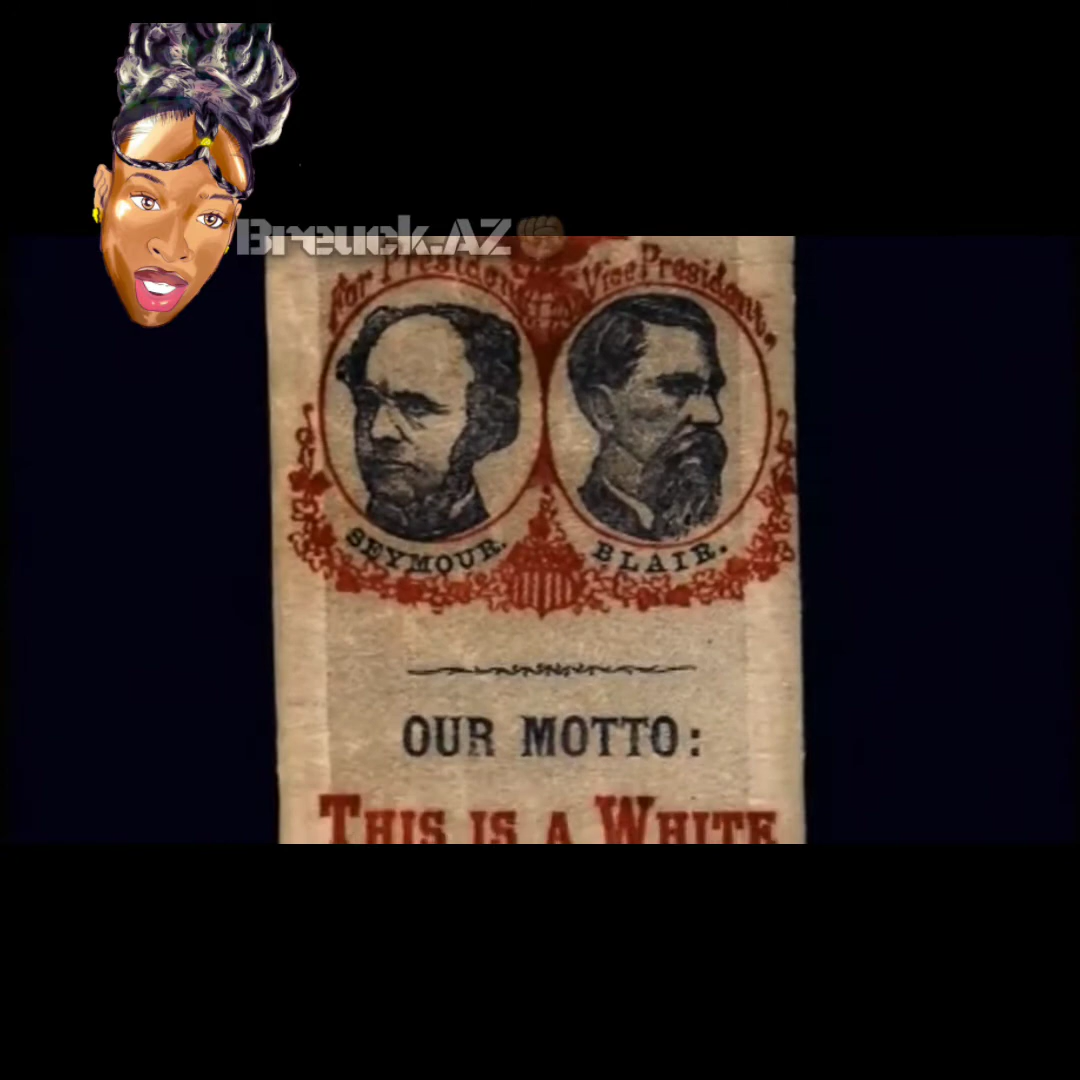 Breuck.AZ
For President Vice President,
SEYMOUR. BLAIR.
OUR MOTTO:
THIS IS A WHITE